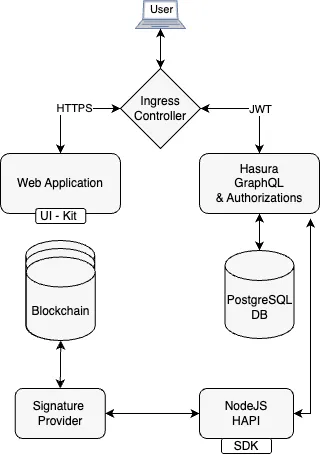 User
Ingress
Controller
HTTPS
JWT
Web Application
UI - Kit
Hasura
GraphQL
& Authorizations
Blockchain
PostgreSQL
DB
Signature
Provider
NodeJS
HAPI
SDK